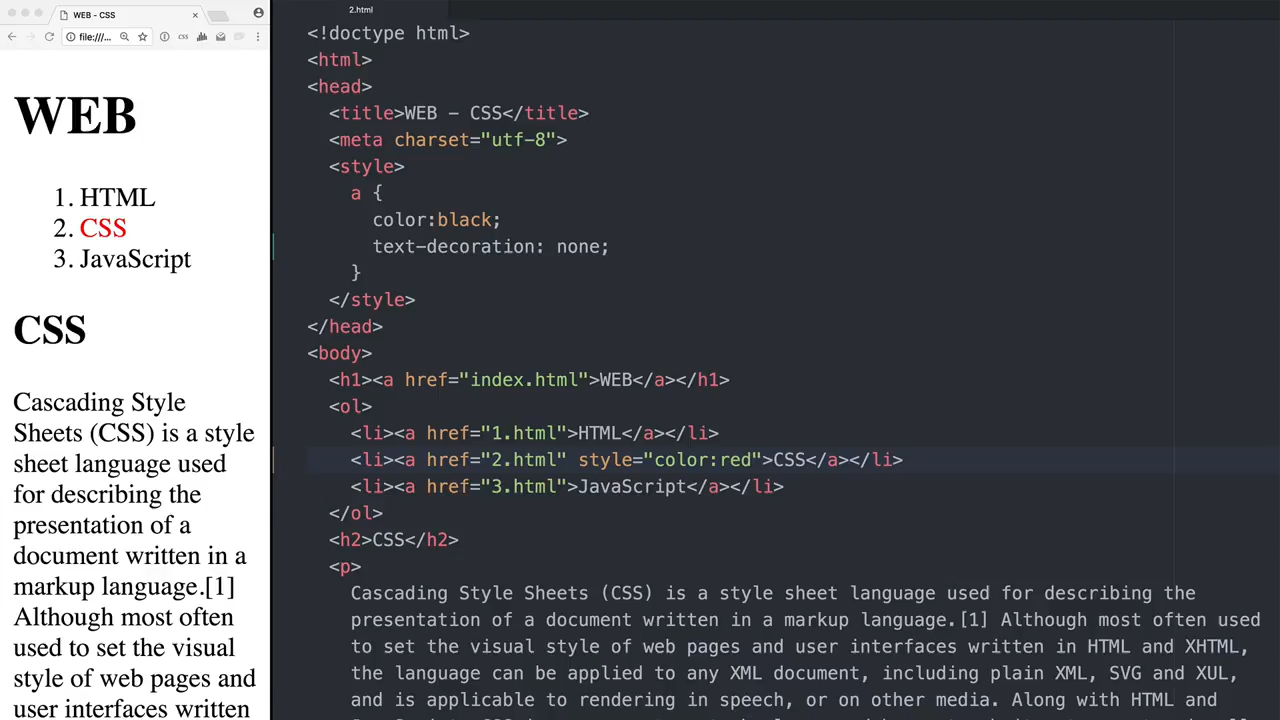 WEB - CSS
file:///...
WEB
1. HTML
2. CSS
3. JavaScript
CSS
Cascading Style
Sheets (CSS) is a style
sheet language used
for describing the
presentation of a
document written in a
markup language.[1]
Although most often
used to set the visual
style of web pages and
user interfaces written
2.html
<!doctype html>
<html>
<head>
<title>WEB - CSS</title>
<meta charset="utf-8">
<style>
a {
color:black;
text-decoration: none;
}
</style>
</head>
<body>
<h1><a href="index.html">WEB</a></h1>
<ol>
<li><a href="1.html">HTML</a></li>
<li><a href="2.html" style="color:red">CSS</a></li>
<li><a href="3.html">JavaScript</a></li>
</ol>
<h2>CSS</h2>
<p>
Cascading Style Sheets (CSS) is a style sheet language used for describing the
presentation of a document written in a markup language.[1] Although most often used
to set the visual style of web pages and user interfaces written in HTML and XHTML,
the language can be applied to any XML document, including plain XML, SVG and XUL,
and is applicable to rendering in speech, or on other media. Along with HTML and